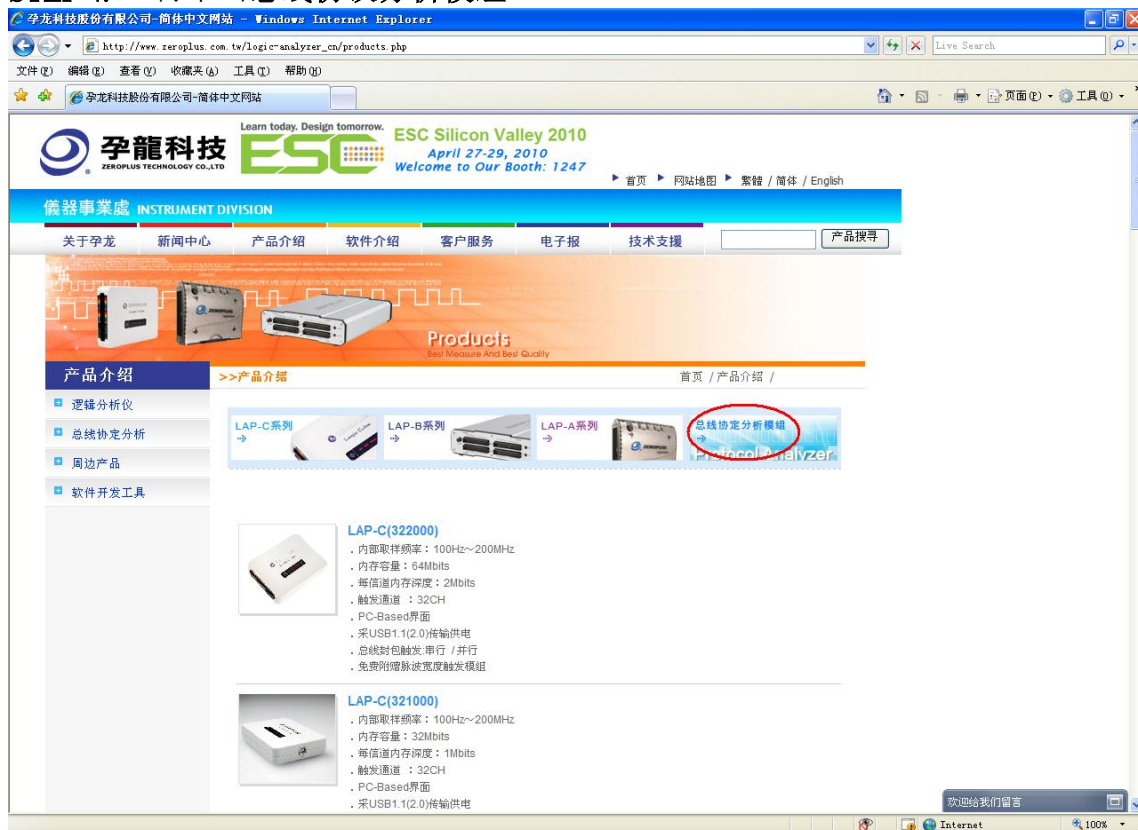 孕龙科技股份有限公司-简体中文网站 - Windows Internet Explorer
http://www.zeroplus.com.tw/logic-analyzer_cn/products.php
Live Search
文件(F) 编辑(E) 查看(V) 收藏夹(A) 工具(T) 帮助(H)
孕龙科技股份有限公司-简体中文网站
页面(P) 工具(O)
孕龍科技
ZEROPLUS TECHNOLOGY CO.,LTD
Learn today. Design tomorrow.
ESC
ESC Silicon Valley 2010
April 27-29, 2010
Welcome to Our Booth: 1247
首页 网站地图 繁體 / 简体 / English
儀器事業處 INSTRUMENT DIVISION
关于孕龙 新闻中心 产品介绍 软件介绍 客户服务 电子报 技术支援 产品搜寻
Products
Best Measure And Best Quality
产品介绍
>>产品介绍
首页 / 产品介绍 /
逻辑分析仪
总线协定分析
周边产品
软件开发工具
LAP-C系列
LAP-B系列
LAP-A系列
总线协定分析模组
Protocol Analyzer
LAP-C(322000)
. 内部取样频率：100Hz～200MHz
. 内存容量：64Mbits
. 每信道内存深度：2Mbits
. 触发通道 ：32CH
. PC-Based界面
. 采USB1.1(2.0)传输供电
. 总线封包触发:串行 /并行
. 免费附赠脉波宽度触发模组
LAP-C(321000)
. 内部取样频率：100Hz～200MHz
. 内存容量：32Mbits
. 每信道内存深度：1Mbits
. 触发通道 ：32CH
. PC-Based界面
. 采USB1.1(2.0)传输供电
欢迎给我们留言
Internet
100%